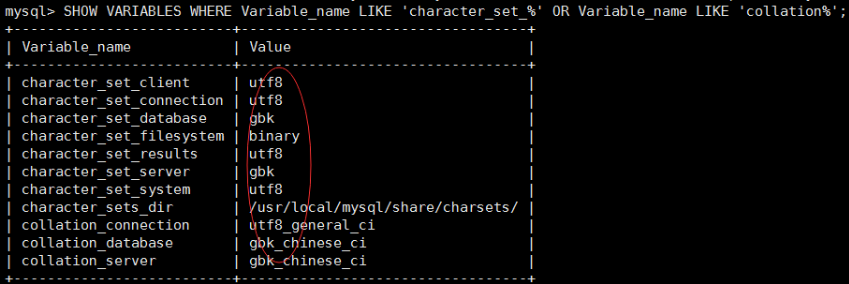 mysql> SHOW VARIABLES WHERE Variable_name LIKE 'character_set_%' OR Variable_name LIKE 'collation%';
+--------------------------+-------------------------------+
| Variable_name            | Value                         |
+--------------------------+-------------------------------+
| character_set_client     | utf8                          |
| character_set_connection | utf8                          |
| character_set_database   | gbk                           |
| character_set_filesystem | binary                        |
| character_set_results    | utf8                          |
| character_set_server     | gbk                           |
| character_set_system     | utf8                          |
| character_sets_dir       | /usr/local/mysql/share/charsets/ |
| collation_connection     | utf8_general_ci               |
| collation_database       | gbk_chinese_ci                |
| collation_server         | gbk_chinese_ci                |
+--------------------------+-------------------------------+